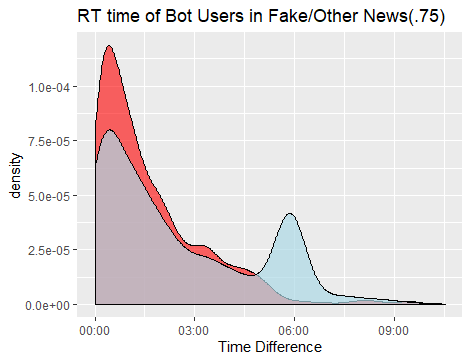 RT time of Bot Users in Fake/Other News(.75)
density
1.0e-04
7.5e-05
5.0e-05
2.5e-05
0.0e+00
00:00 03:00 06:00 09:00
Time Difference